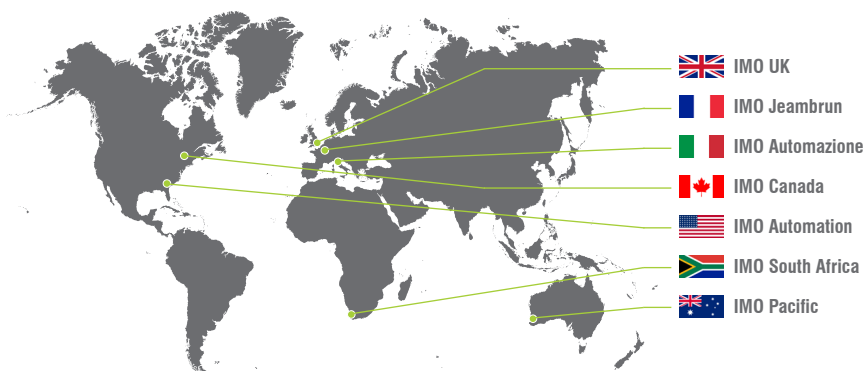 IMO UK
IMO Jeambrun
IMO Automazione
IMO Canada
IMO Automation
IMO South Africa
IMO Pacific